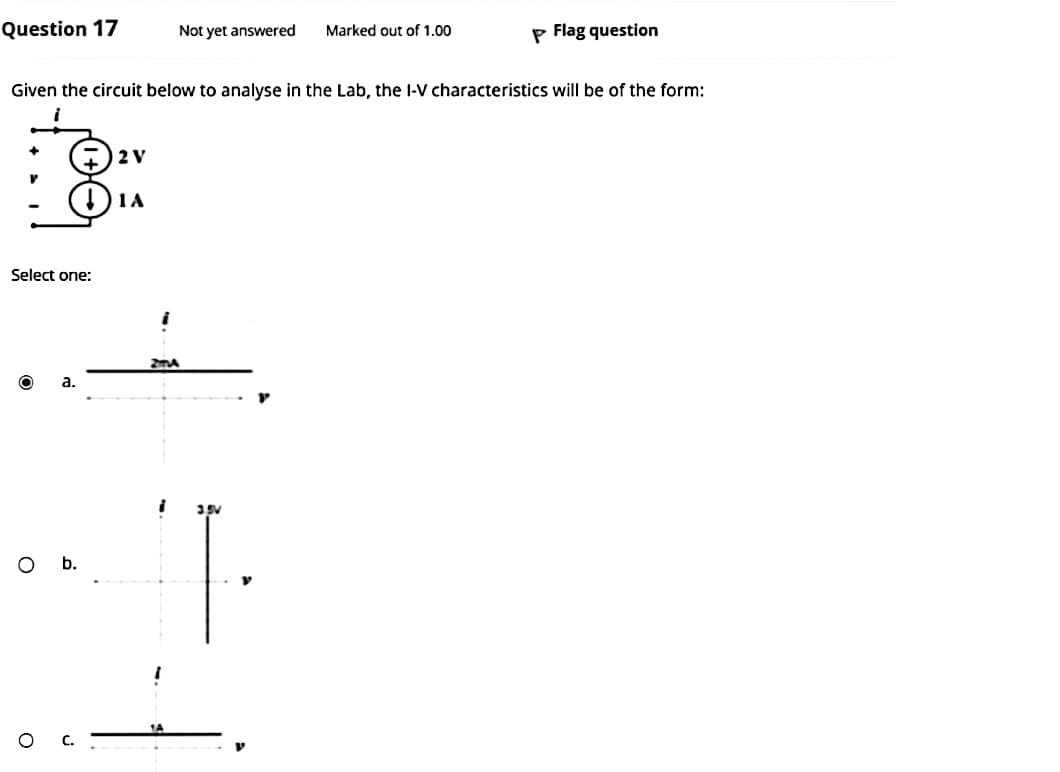 Question 17 Not yet answered Marked out of 1.00 Flag question
Given the circuit below to analyse in the Lab, the I-V characteristics will be of the form:
i
+
− 2 V
+
v
1 A
−
Select one:
i
2mA
a.
v
i 3.5V
b.
v
i
1A
c.
v